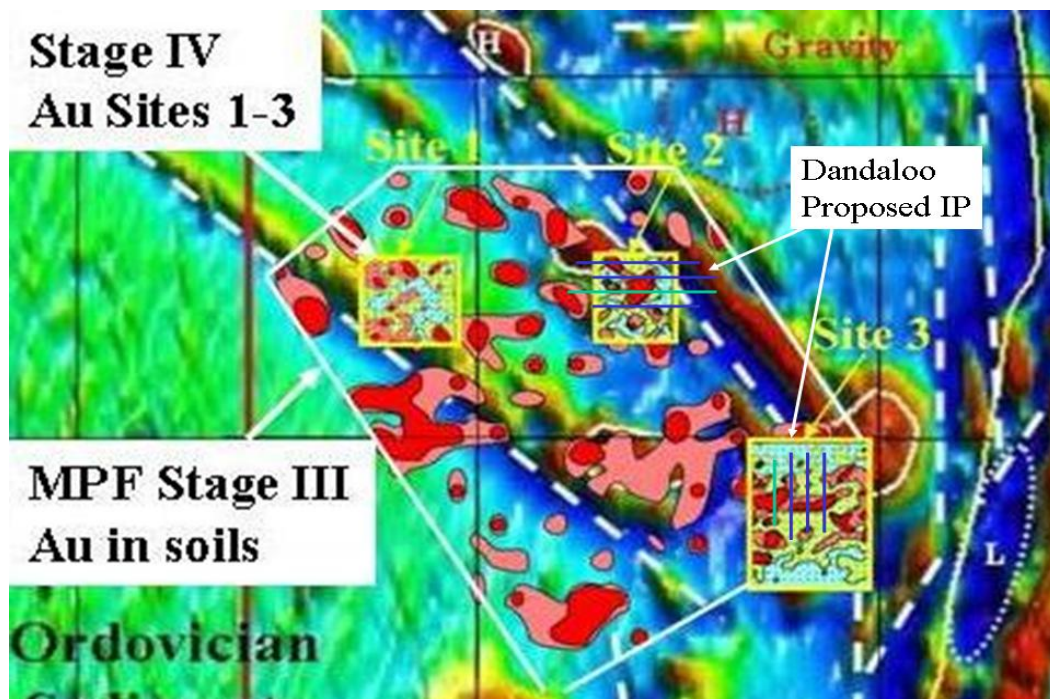 Stage IV
Au Sites 1-3
H
Gravity
H
Site 1
Site 2
Dandaloo
Proposed IP
Site 3
MPF Stage III
Au in soils
L
Ordovician